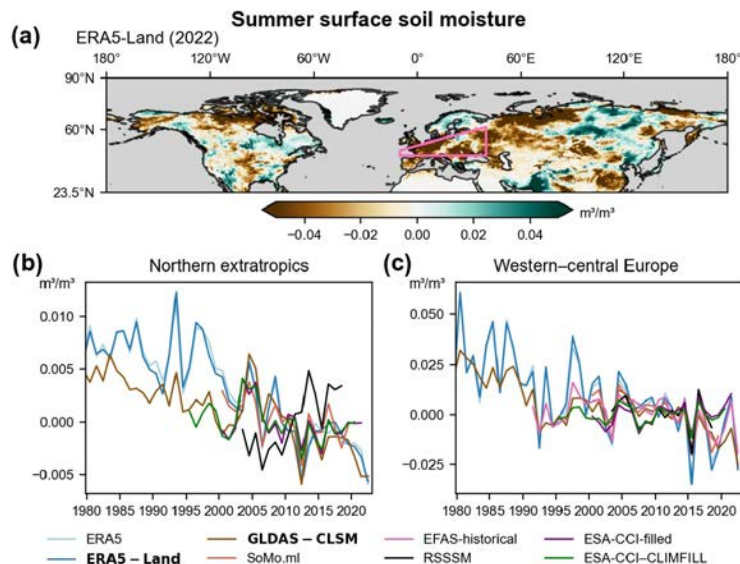 Summer surface soil moisture
(a)
ERA5-Land (2022)
180° 120°W 60°W 0° 60°E 120°E 180°
90°N
60°N
23.5°N
m³/m³
−0.04 −0.02 0.00 0.02 0.04
(b) Northern extratropics
m³/m³
0.010
0.005
0.000
−0.005
1980 1985 1990 1995 2000 2005 2010 2015 2020
(c) Western–central Europe
m³/m³
0.050
0.025
0.000
−0.025
1980 1985 1990 1995 2000 2005 2010 2015 2020
ERA5 GLDAS − CLSM EFAS-historical ESA-CCI-filled
ERA5 − Land SoMo.ml RSSSM ESA-CCI–CLIMFILL